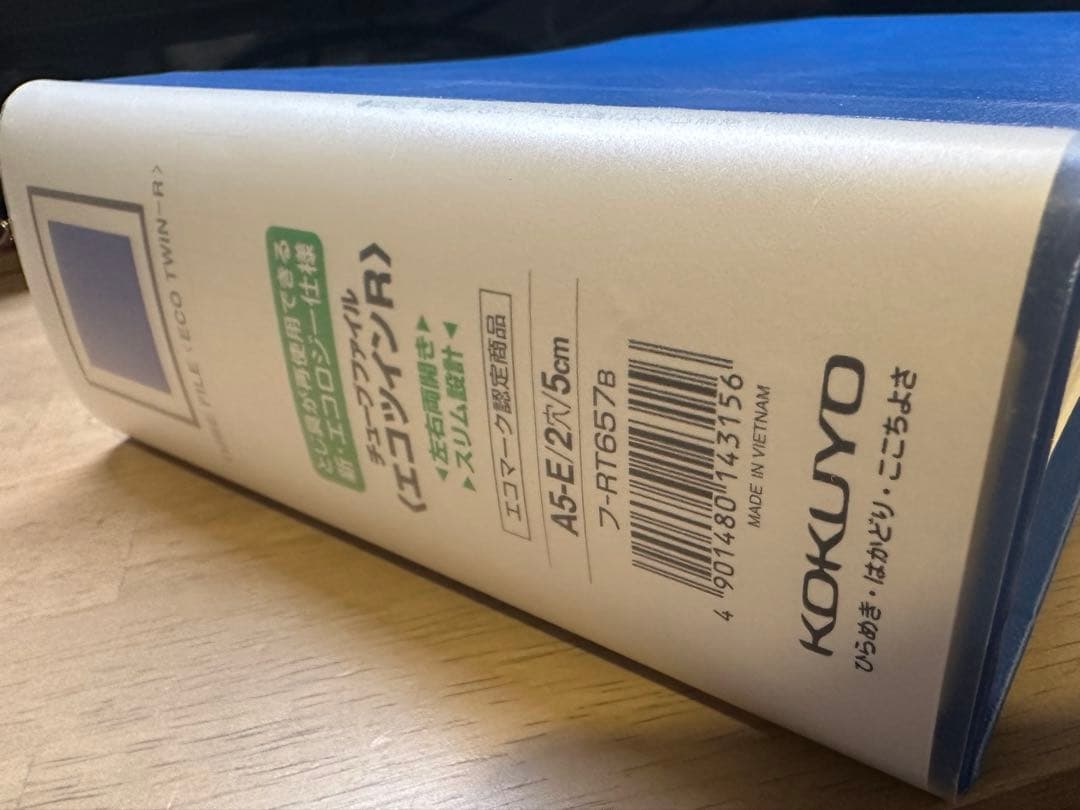 TUBE FILE〈ECO TWIN-R〉
とじ具が再使用できる
新・エコロジー仕様
チューブファイル
〈エコツインR〉
◀左右両開き▶
▶スリム設計◀
エコマーク認定商品
A5-E/2穴/5cm
フ-RT657B
4 901480 143156
MADE IN VIETNAM
KOKUYO
ひらめき・はかどり・ここちよさ